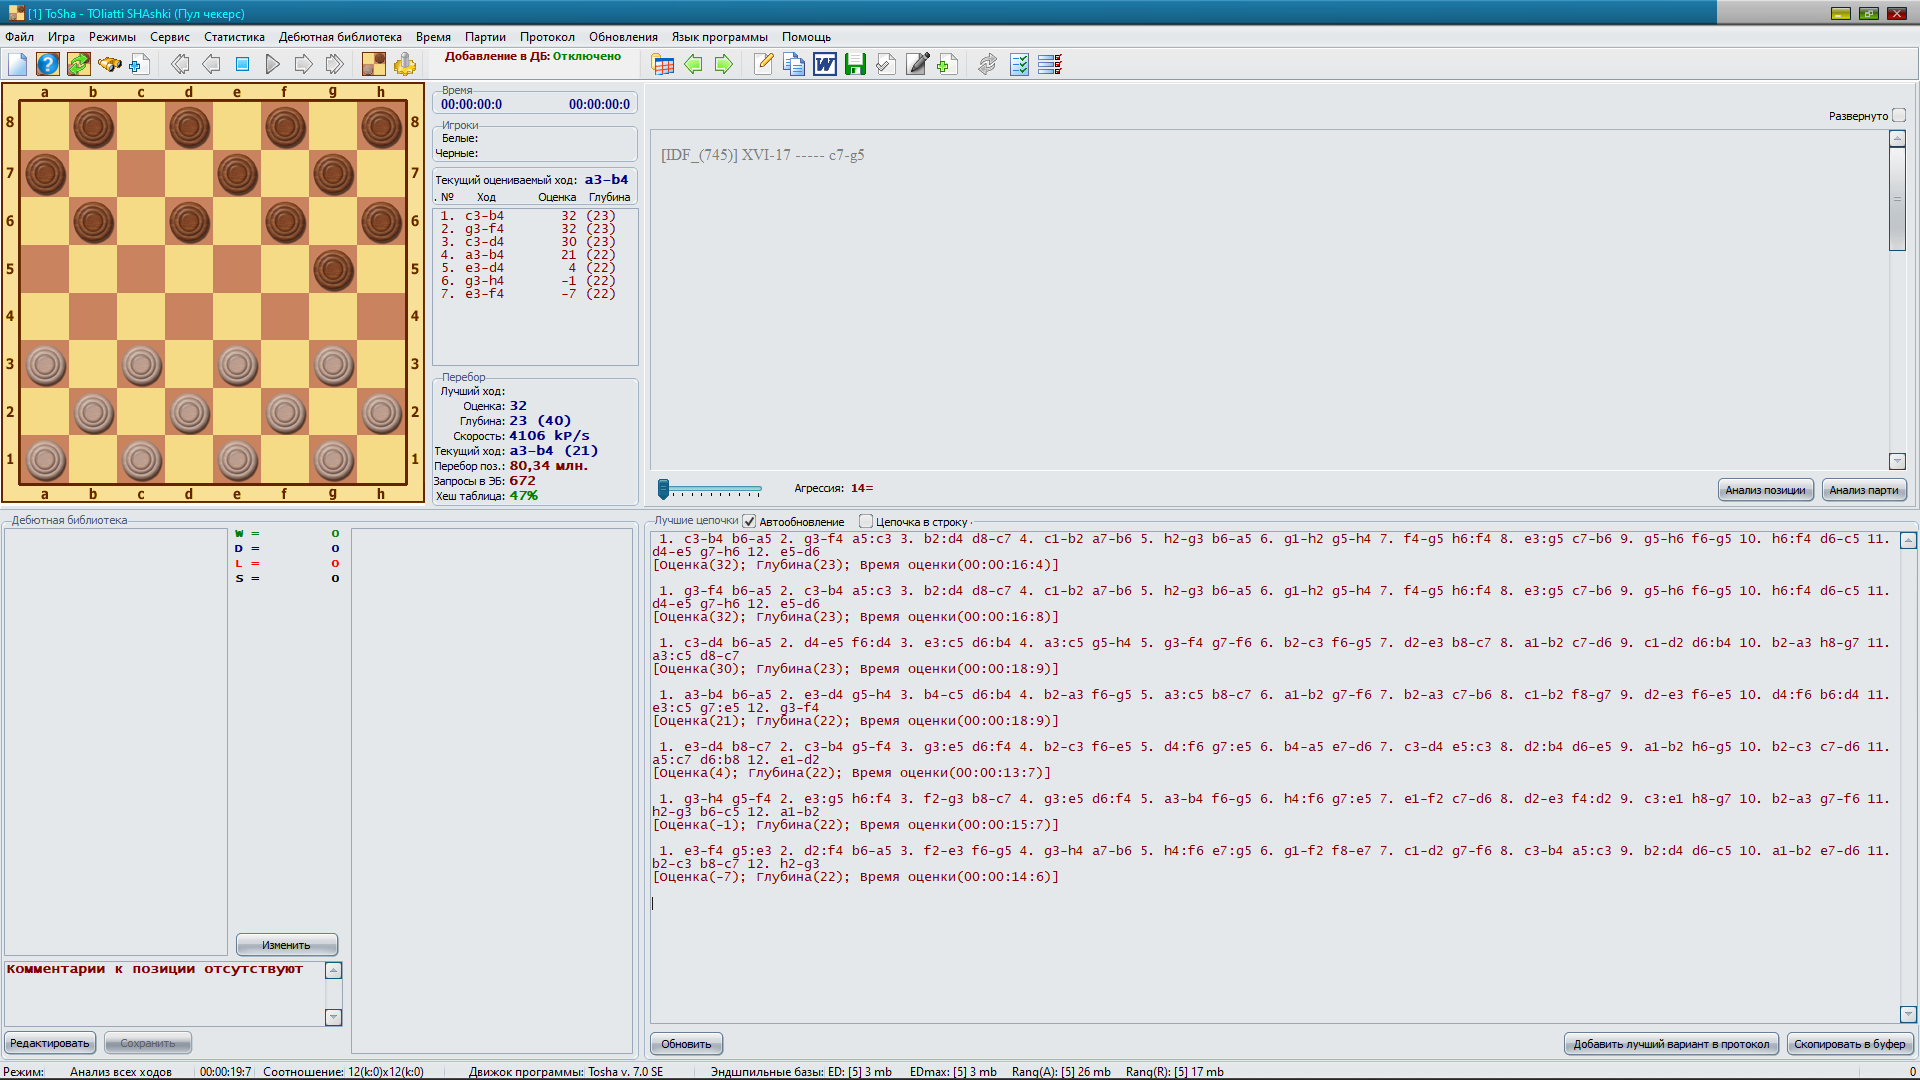 [1] ToSha - TOliatti SHAshki (Пул чекерс)
Файл Игра Режимы Сервис Статистика Дебютная библиотека Время Партии Протокол Обновления Язык программы Помощь
Добавление в ДБ: Отключено
a b c d e f g h
8 8
7 7
6 6
5 5
4 4
3 3
2 2
1 1
a b c d e f g h
Время
00:00:00:0 00:00:00:0
Игроки
Белые:
Черные:
Текущий оцениваемый ход: a3-b4
. № Ход Оценка Глубина
1. c3-b4 32 (23)
2. g3-f4 32 (23)
3. c3-d4 30 (23)
4. a3-b4 21 (22)
5. e3-d4 4 (22)
6. g3-h4 -1 (22)
7. e3-f4 -7 (22)
Перебор
Лучший ход:
Оценка: 32
Глубина: 23 (40)
Скорость: 4106 kP/s
Текущий ход: a3-b4 (21)
Перебор поз.: 80,34 млн.
Запросы в ЭБ: 672
Хеш таблица: 47%
Развернуто
[IDF_(745)] XVI-17 ----- c7-g5
Агрессия: 14=
Анализ позиции Анализ парти
Дебютная библиотека
W = 0
D = 0
L = 0
S = 0
Изменить
Комментарии к позиции отсутствуют
Редактировать Сохранить
Лучшие цепочки Автообновление Цепочка в строку
1. c3-b4 b6-a5 2. g3-f4 a5:c3 3. b2:d4 d8-c7 4. c1-b2 a7-b6 5. h2-g3 b6-a5 6. g1-h2 g5-h4 7. f4-g5 h6:f4 8. e3:g5 c7-b6 9. g5-h6 f6-g5 10. h6:f4 d6-c5 11.
d4-e5 g7-h6 12. e5-d6
[Оценка(32); Глубина(23); Время оценки(00:00:16:4)]
1. g3-f4 b6-a5 2. c3-b4 a5:c3 3. b2:d4 d8-c7 4. c1-b2 a7-b6 5. h2-g3 b6-a5 6. g1-h2 g5-h4 7. f4-g5 h6:f4 8. e3:g5 c7-b6 9. g5-h6 f6-g5 10. h6:f4 d6-c5 11.
d4-e5 g7-h6 12. e5-d6
[Оценка(32); Глубина(23); Время оценки(00:00:16:8)]
1. c3-d4 b6-a5 2. d4-e5 f6:d4 3. e3:c5 d6:b4 4. a3:c5 g5-h4 5. g3-f4 g7-f6 6. b2-c3 f6-g5 7. d2-e3 b8-c7 8. a1-b2 c7-d6 9. c1-d2 d6:b4 10. b2-a3 h8-g7 11.
a3:c5 d8-c7
[Оценка(30); Глубина(23); Время оценки(00:00:18:9)]
1. a3-b4 b6-a5 2. e3-d4 g5-h4 3. b4-c5 d6:b4 4. b2-a3 f6-g5 5. a3:c5 b8-c7 6. a1-b2 g7-f6 7. b2-a3 c7-b6 8. c1-b2 f8-g7 9. d2-e3 f6-e5 10. d4:f6 b6:d4 11.
e3:c5 g7:e5 12. g3-f4
[Оценка(21); Глубина(22); Время оценки(00:00:18:9)]
1. e3-d4 b8-c7 2. c3-b4 g5-f4 3. g3:e5 d6:f4 4. b2-c3 f6-e5 5. d4:f6 g7:e5 6. b4-a5 e7-d6 7. c3-d4 e5:c3 8. d2:b4 d6-e5 9. a1-b2 h6-g5 10. b2-c3 c7-d6 11.
a5:c7 d6:b8 12. e1-d2
[Оценка(4); Глубина(22); Время оценки(00:00:13:7)]
1. g3-h4 g5-f4 2. e3:g5 h6:f4 3. f2-g3 b8-c7 4. g3:e5 d6:f4 5. a3-b4 f6-g5 6. h4:f6 g7:e5 7. e1-f2 c7-d6 8. d2-e3 f4:d2 9. c3:e1 h8-g7 10. b2-a3 g7-f6 11.
h2-g3 b6-c5 12. a1-b2
[Оценка(-1); Глубина(22); Время оценки(00:00:15:7)]
1. e3-f4 g5:e3 2. d2:f4 b6-a5 3. f2-e3 f6-g5 4. g3-h4 a7-b6 5. h4:f6 e7:g5 6. g1-f2 f8-e7 7. c1-d2 g7-f6 8. c3-b4 a5:c3 9. b2:d4 d6-c5 10. a1-b2 e7-d6 11.
b2-c3 b8-c7 12. h2-g3
[Оценка(-7); Глубина(22); Время оценки(00:00:14:6)]
Обновить Добавить лучший вариант в протокол Скопировать в буфер
Режим: Анализ всех ходов 00:00:19:7 Соотношение: 12(k:0)x12(k:0) Движок программы: Tosha v. 7.0 SE Эндшпильные базы: ED: [5] 3 mb EDmax: [5] 3 mb Rang(A): [5] 26 mb Rang(R): [5] 17 mb 0